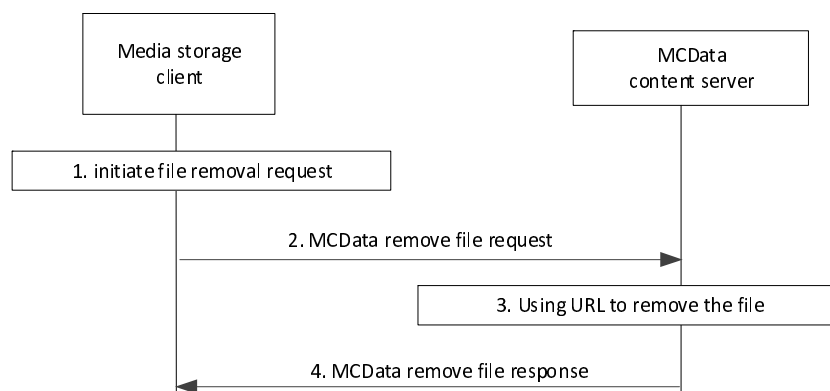 Media storage
client
MCData
content server
1. initiate file removal request
2. MCData remove file request
3. Using URL to remove the file
4. MCData remove file response